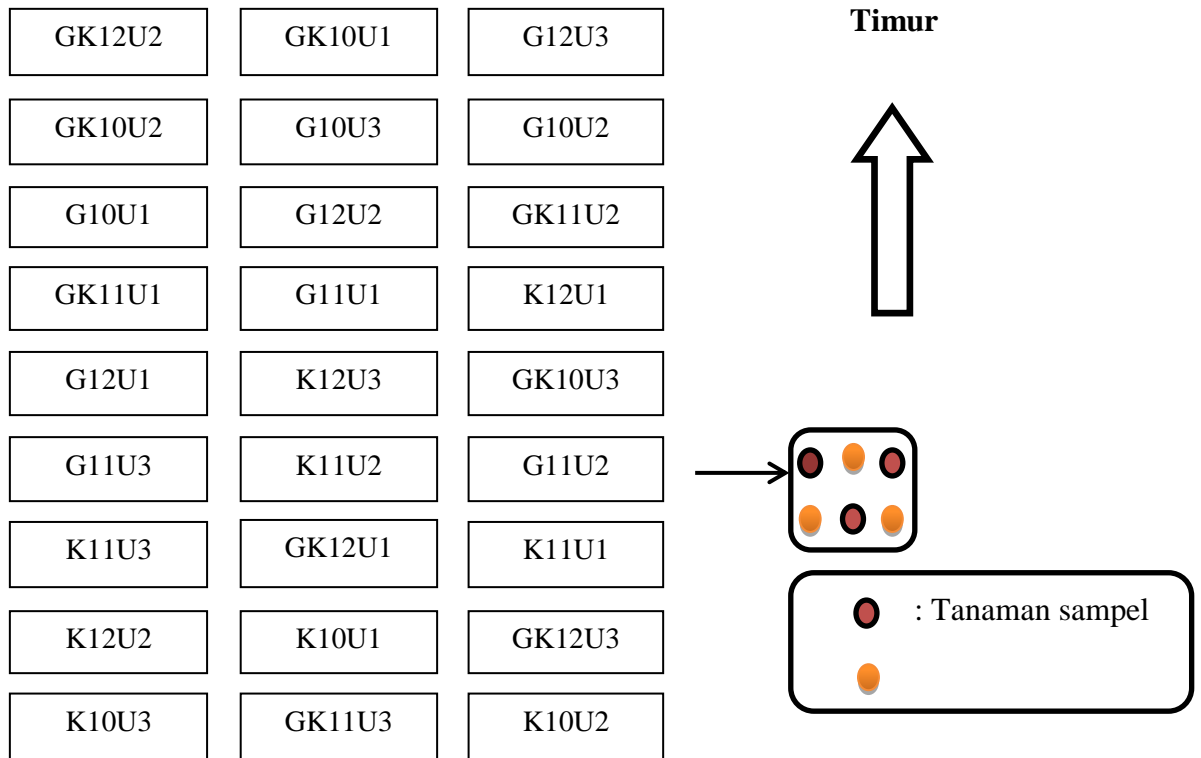 Timur
GK12U2 GK10U1 G12U3
GK10U2 G10U3 G10U2
G10U1 G12U2 GK11U2
GK11U1 G11U1 K12U1
G12U1 K12U3 GK10U3
G11U3 K11U2 G11U2
K11U3 GK12U1 K11U1
K12U2 K10U1 GK12U3
K10U3 GK11U3 K10U2
: Tanaman sampel